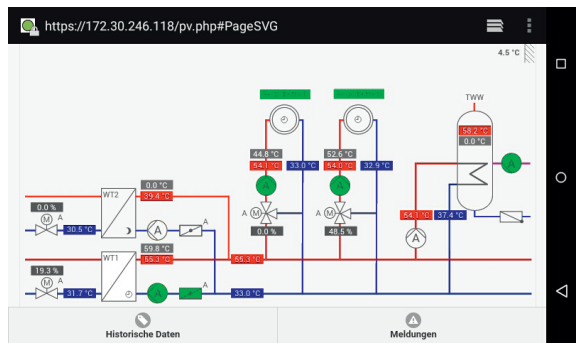 https://172.30.246.118/pv.php#PageSVG
4.5 °C
TWW
58.2 °C
0.0 °C
44.8 °C
54.1 °C
33.0 °C
52.6 °C
54.0 °C
32.9 °C
A
A
A
0.0 °C
39.4 °C
WT2
0.0 %
M
A
30.5 °C
A
A
A
M
0.0 %
A
M
48.5 %
54.1 °C
37.4 °C
A
59.8 °C
55.3 °C
WT1
55.3 °C
19.3 %
M
A
31.7 °C
A
A
33.0 °C
Historische Daten
Meldungen